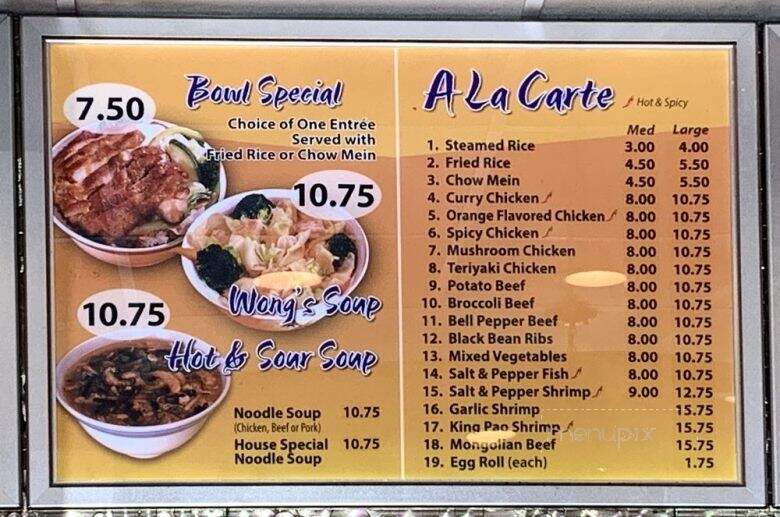 7.50
Bowl Special
Choice of One Entrée
Served with
Fried Rice or Chow Mein
10.75
Wong's Soup
10.75
Hot & Sour Soup
Noodle Soup 10.75
(Chicken, Beef or Pork)
House Special 10.75
Noodle Soup
A La Carte
Hot & Spicy
Med Large
1. Steamed Rice 3.00 4.00
2. Fried Rice 4.50 5.50
3. Chow Mein 4.50 5.50
4. Curry Chicken 8.00 10.75
5. Orange Flavored Chicken 8.00 10.75
6. Spicy Chicken 8.00 10.75
7. Mushroom Chicken 8.00 10.75
8. Teriyaki Chicken 8.00 10.75
9. Potato Beef 8.00 10.75
10. Broccoli Beef 8.00 10.75
11. Bell Pepper Beef 8.00 10.75
12. Black Bean Ribs 8.00 10.75
13. Mixed Vegetables 8.00 10.75
14. Salt & Pepper Fish 8.00 10.75
15. Salt & Pepper Shrimp 9.00 12.75
16. Garlic Shrimp 15.75
17. King Pao Shrimp 15.75
18. Mongolian Beef 15.75
19. Egg Roll (each) 1.75
menupix